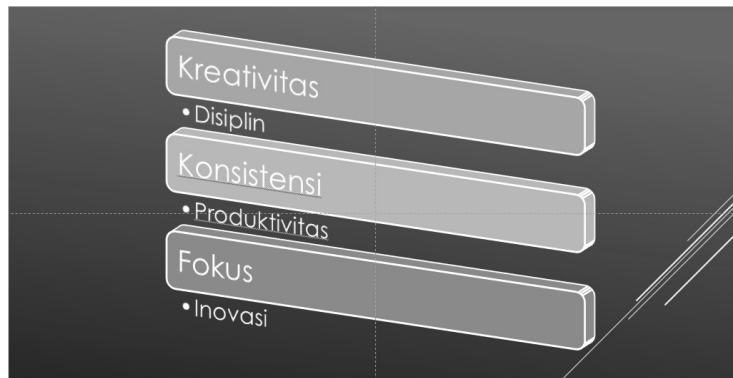 Kreativitas
• Disiplin
Konsistensi
• Produktivitas
Fokus
• Inovasi